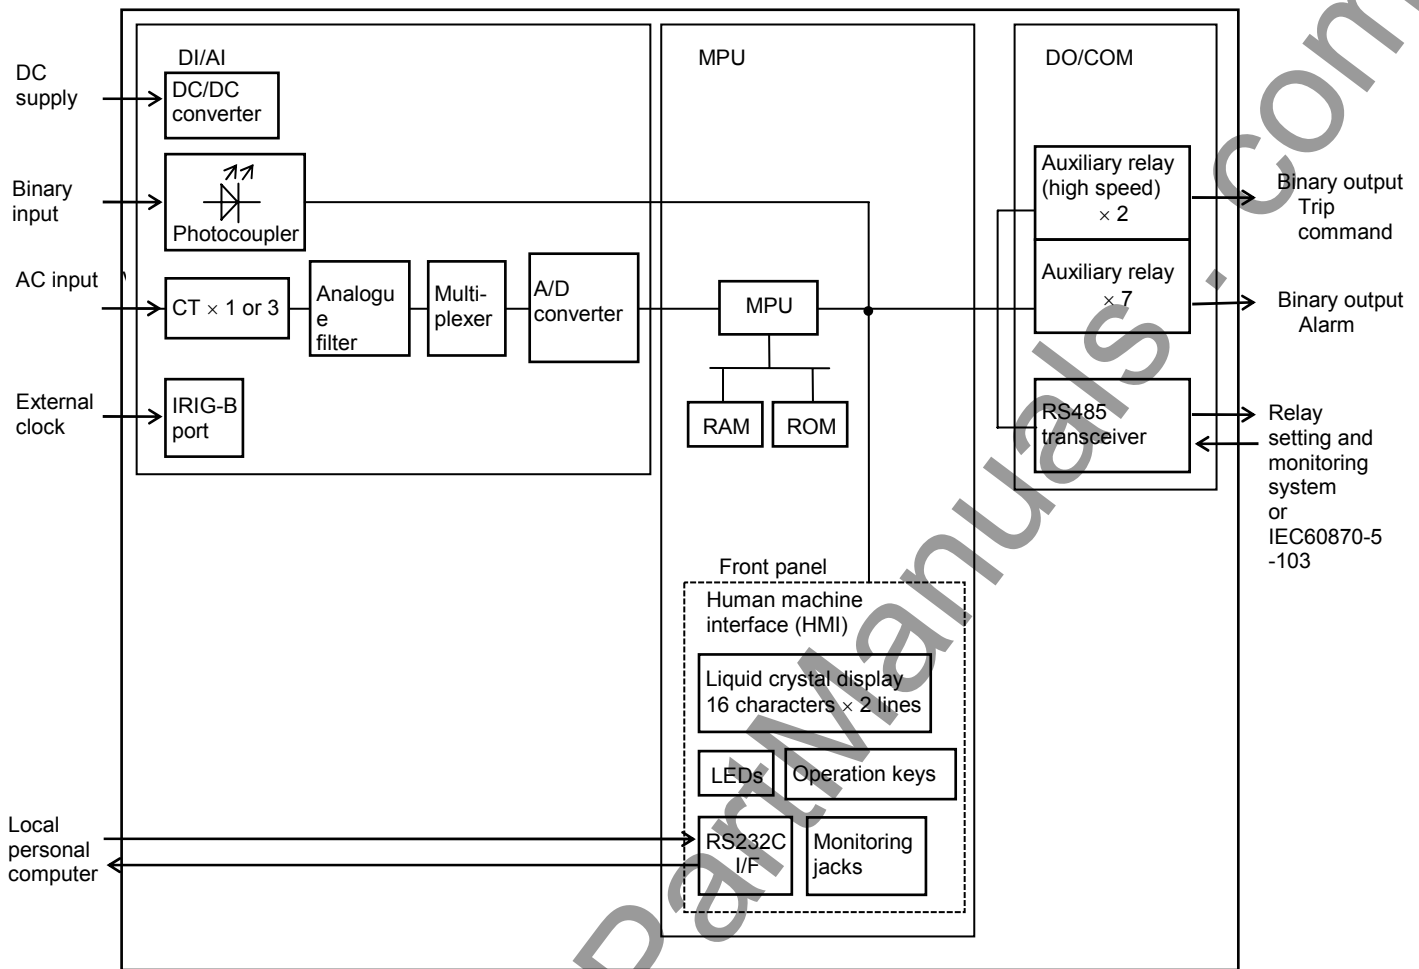 DI/AI
MPU
DO/COM
DC
supply
DC/DC
converter
Binary
input
Photocoupler
AC input
CT × 1 or 3
Analogu
e
filter
Multi-
plexer
A/D
converter
External
clock
IRIG-B
port
MPU
RAM
ROM
Auxiliary relay
(high speed)
× 2
Auxiliary relay
× 7
RS485
transceiver
Binary output
Trip
command
Binary output
Alarm
Relay
setting and
monitoring
system
or
IEC60870-5
-103
Front panel
Human machine
interface (HMI)
Liquid crystal display
16 characters × 2 lines
LEDs
Operation keys
Local
personal
computer
RS232C
I/F
Monitoring
jacks
PartManuals.com